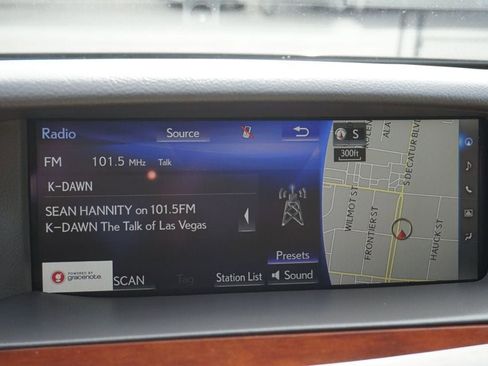 Radio
Source
FM 101.5 MHz Talk
K-DAWN
SEAN HANNITY on 101.5FM
K-DAWN The Talk of Las Vegas
Presets
POWERED BY
gracenote.
SCAN
Tag
Station List
Sound
S
300ft
S DECATUR BLVD
WILMOT ST
FRONTIER ST
HAUCK ST